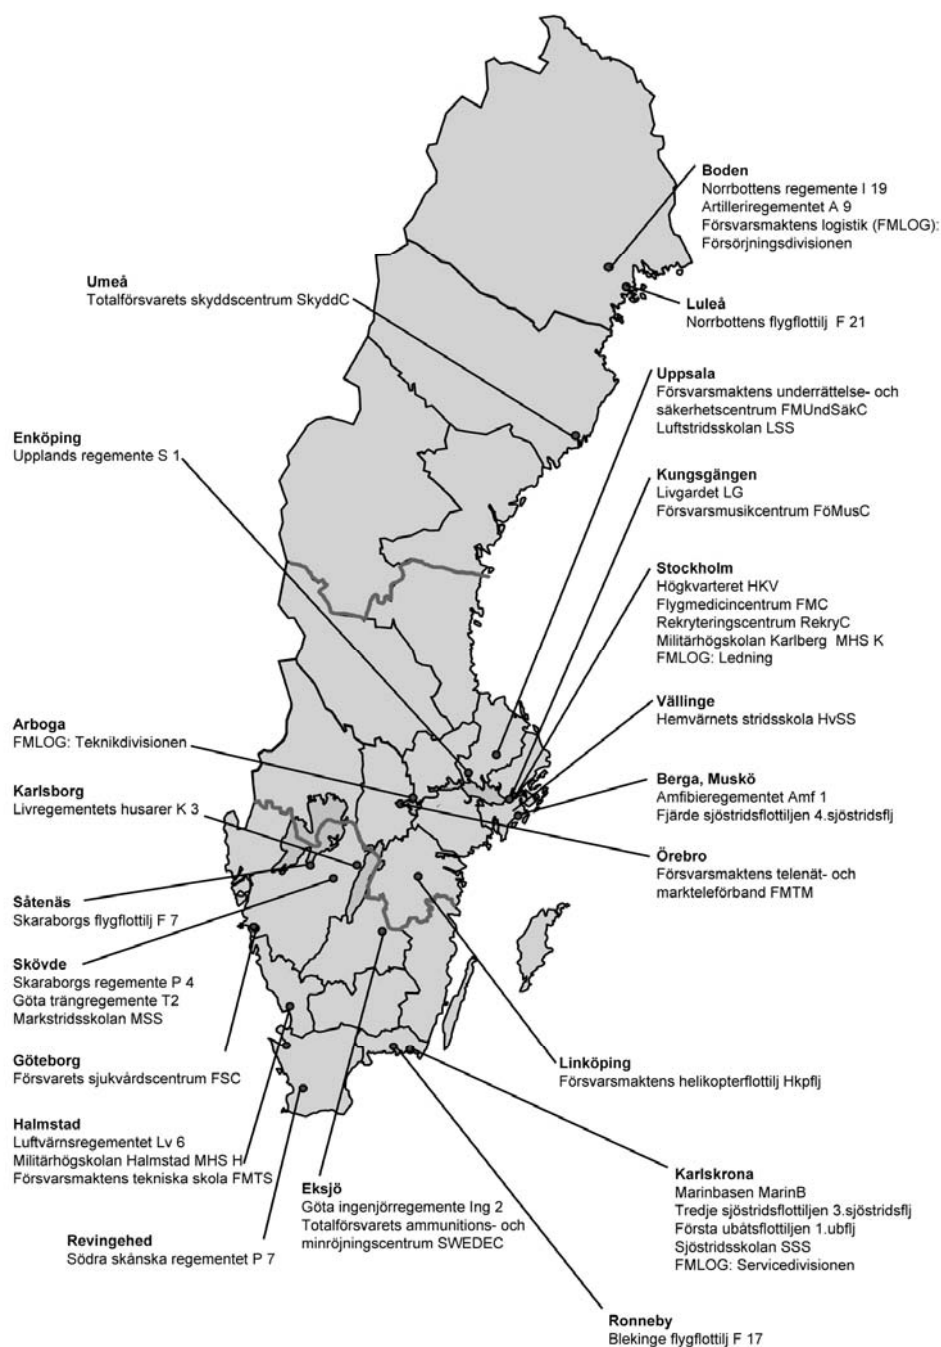 Boden
Norrbottens regemente I 19
Artilleriregementet A 9
Försvarsmaktens logistik (FMLOG):
Försörjningsdivisionen
Umeå
Totalförsvarets skyddscentrum SkyddC
Luleå
Norrbottens flygflottilj F 21
Uppsala
Försvarsmaktens underrättelse- och
säkerhetscentrum FMUndSäkC
Luftstridsskolan LSS
Enköping
Upplands regemente S 1
Kungsgängen
Livgardet LG
Försvarsmusikcentrum FöMusC
Stockholm
Högkvarteret HKV
Flygmedicincentrum FMC
Rekryteringscentrum RekryC
Militärhögskolan Karlberg MHS K
FMLOG: Ledning
Vällinge
Hemvärnets stridsskola HvSS
Arboga
FMLOG: Teknikdivisionen
Berga, Muskö
Amfibieregementet Amf 1
Fjärde sjöstridsflottiljen 4.sjöstridsflj
Karlsborg
Livregementets husarer K 3
Örebro
Försvarsmaktens telenät- och
markteleförband FMTM
Såtenäs
Skaraborgs flygflottilj F 7
Skövde
Skaraborgs regemente P 4
Göta trängregemente T2
Markstridsskolan MSS
Göteborg
Försvarets sjukvårdscentrum FSC
Linköping
Försvarsmaktens helikopterflottilj Hkpflj
Halmstad
Luftvärnsregementet Lv 6
Militärhögskolan Halmstad MHS H
Försvarsmaktens tekniska skola FMTS
Eksjö
Göta ingenjörregemente Ing 2
Totalförsvarets ammunitions- och
minröjningscentrum SWEDEC
Karlskrona
Marinbasen MarinB
Tredje sjöstridsflottiljen 3.sjöstridsflj
Första ubåtsflottiljen 1.ubflj
Sjöstridsskolan SSS
FMLOG: Servicedivisionen
Revingehed
Södra skånska regementet P 7
Ronneby
Blekinge flygflottilj F 17